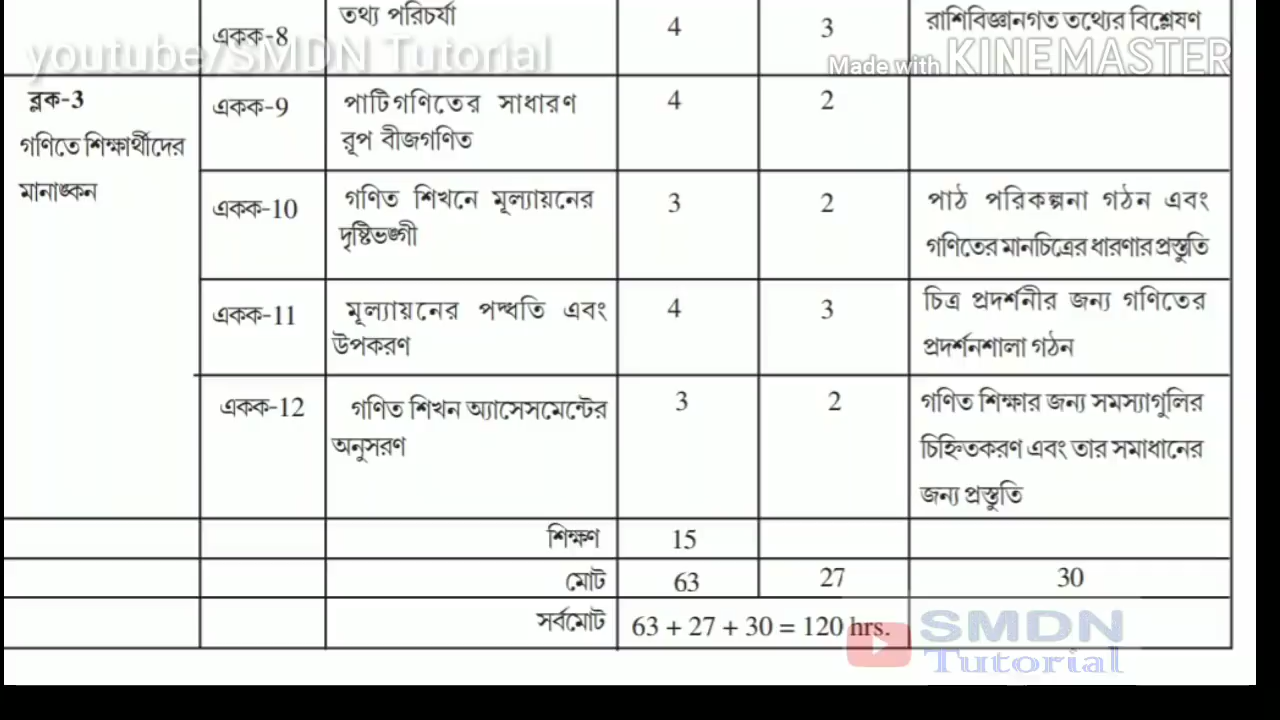 তথ্য পরিচর্যা
একক-8 4 3 রাশিবিজ্ঞানগত তথ্যের বিশ্লেষণ
youtube/SMDN Tutorial
Made with KINEMASTER
ব্লক-3
গণিতে শিক্ষার্থীদের
মানাঙ্কন
একক-9 পাটিগণিতের সাধারণ 4 2
রূপ বীজগণিত
একক-10 গণিত শিখনে মূল্যায়নের 3 2 পাঠ পরিকল্পনা গঠন এবং
দৃষ্টিভঙ্গী গণিতের মানচিত্রের ধারণার প্রস্তুতি
একক-11 মূল্যায়নের পদ্ধতি এবং 4 3 চিত্র প্রদর্শনীর জন্য গণিতের
উপকরণ প্রদর্শনশালা গঠন
একক-12 গণিত শিখন অ্যাসেসমেন্টের 3 2 গণিত শিক্ষার জন্য সমস্যাগুলির
অনুসরণ চিহ্নিতকরণ এবং তার সমাধানের
জন্য প্রস্তুতি
শিক্ষণ 15
মোট 63 27 30
সর্বমোট 63 + 27 + 30 = 120 hrs.
SMDN
Tutorial